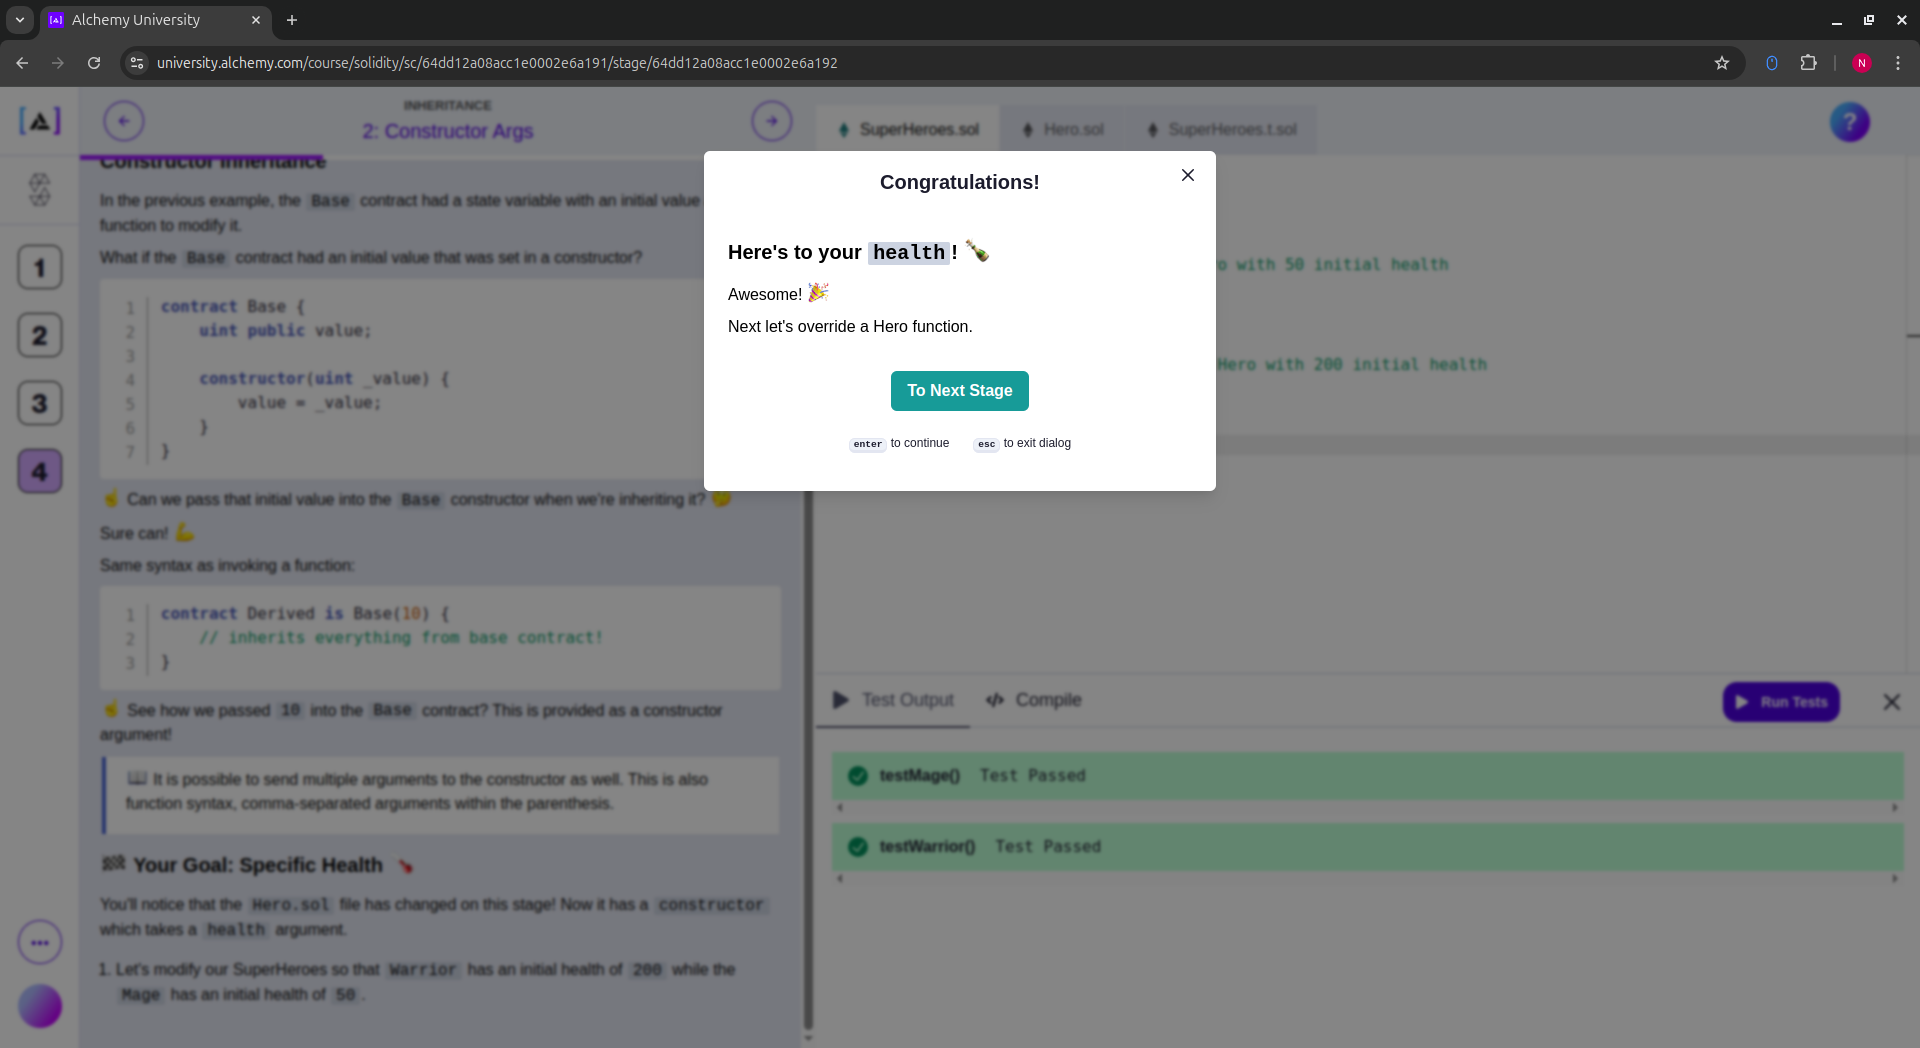 Alchemy University
university.alchemy.com/course/solidity/sc/64dd12a08acc1e0002e6a191/stage/64dd12a08acc1e0002e6a192
N
INHERITANCE
2: Constructor Args
SuperHeroes.sol
Hero.sol
SuperHeroes.t.sol
?
1
2
3
4
Constructor Inheritance
In the previous example, the Base contract had a state variable with an initial value
function to modify it.
What if the Base contract had an initial value that was set in a constructor?
1 contract Base {
2 uint public value;
3
4 constructor(uint _value) {
5 value = _value;
6 }
7 }
Can we pass that initial value into the Base constructor when we're inheriting it?
Sure can!
Same syntax as invoking a function:
1 contract Derived is Base(10) {
2 // inherits everything from base contract!
3 }
See how we passed 10 into the Base contract? This is provided as a constructor
argument!
It is possible to send multiple arguments to the constructor as well. This is also
function syntax, comma-separated arguments within the parenthesis.
Your Goal: Specific Health
You'll notice that the Hero.sol file has changed on this stage! Now it has a constructor
which takes a health argument.
1. Let's modify our SuperHeroes so that Warrior has an initial health of 200 while the
Mage has an initial health of 50.
Congratulations!
Here's to your health!
Awesome!
Next let's override a Hero function.
To Next Stage
enter to continue
esc to exit dialog
with 50 initial health
Hero with 200 initial health
Test Output
Compile
Run Tests
testMage() Test Passed
testWarrior() Test Passed